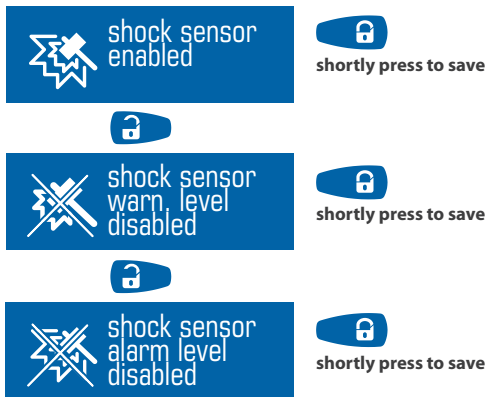 shock sensor
enabled
shortly press to save
shock sensor
warn. level
disabled
shortly press to save
shock sensor
alarm level
disabled
shortly press to save